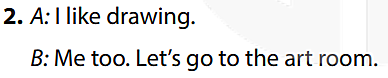 2. A: I like drawing.
B: Me too. Let's go to the art room.